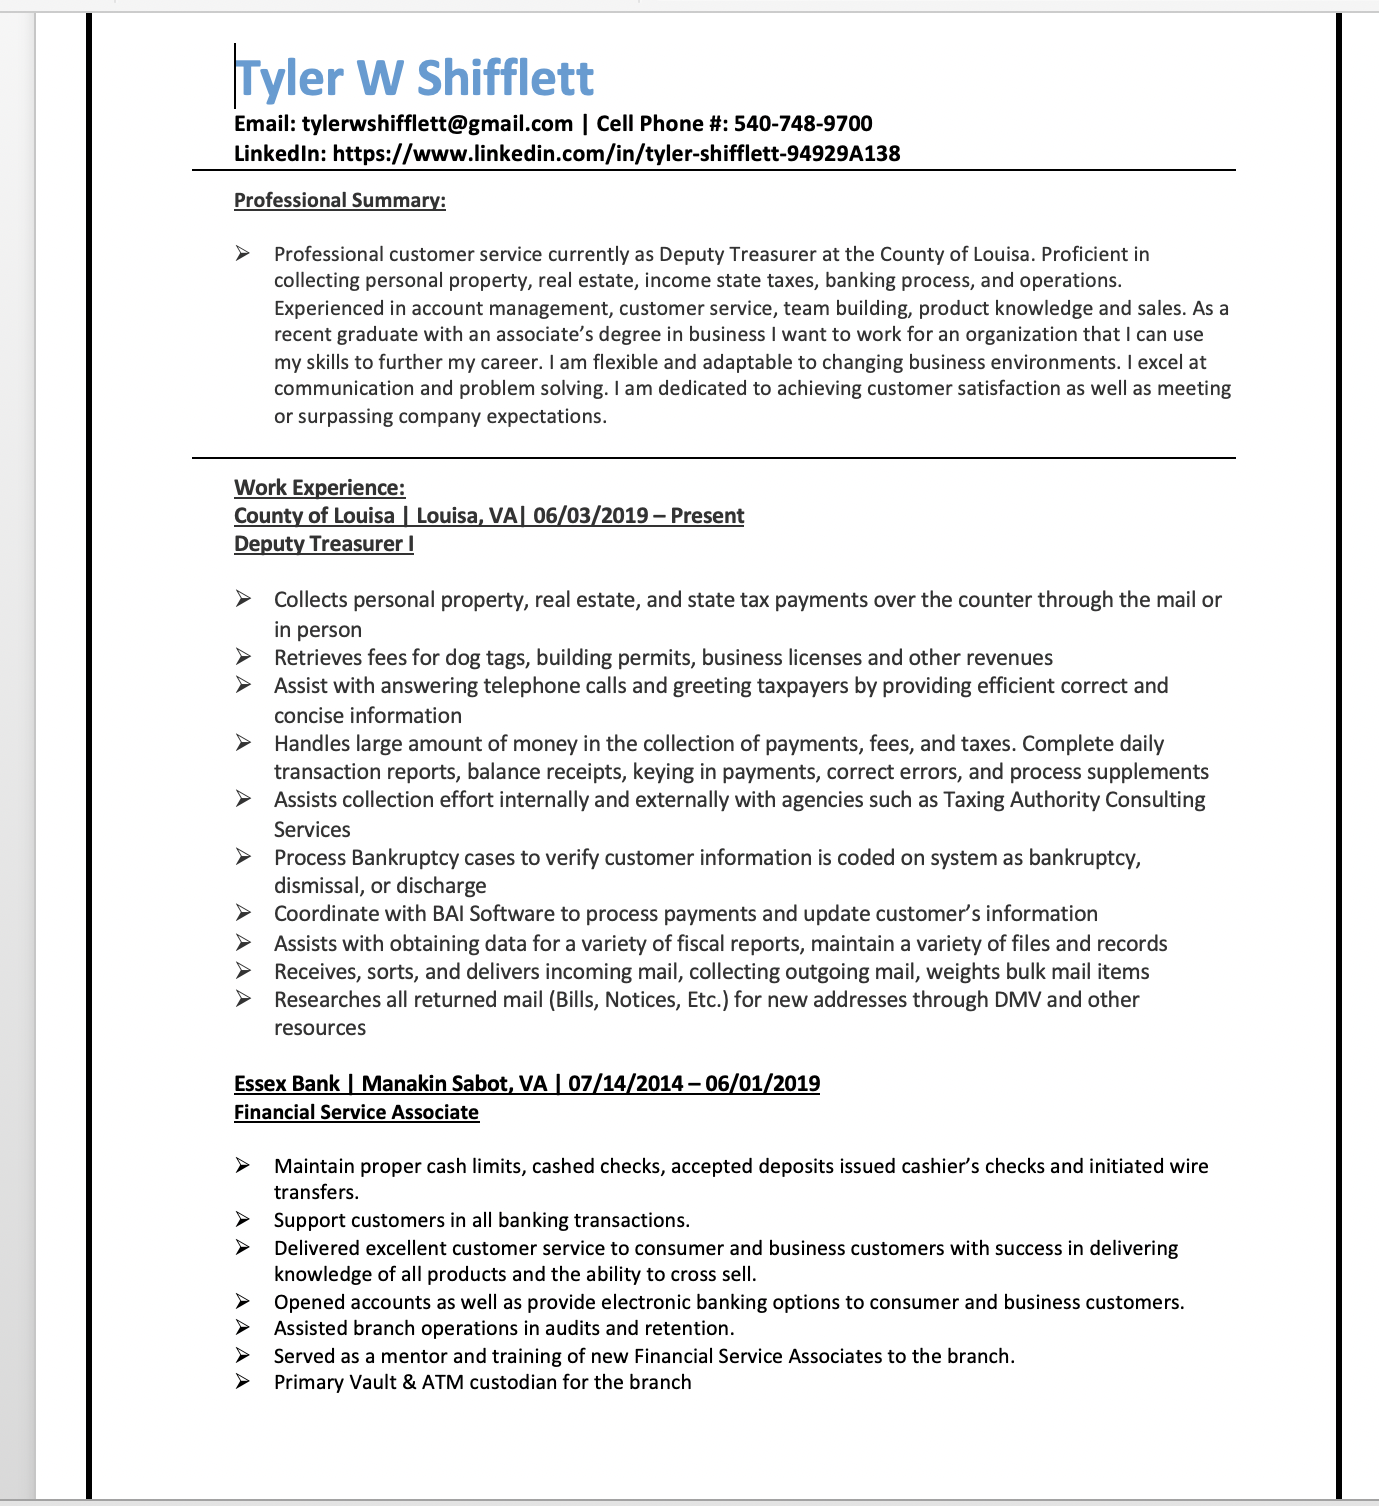 Tyler W Shifflett
Email: tylerwshifflett@gmail.com | Cell Phone #: 540-748-9700
LinkedIn: https://www.linkedin.com/in/tyler-shifflett-94929A138
Professional Summary:
➢ Professional customer service currently as Deputy Treasurer at the County of Louisa. Proficient in
collecting personal property, real estate, income state taxes, banking process, and operations.
Experienced in account management, customer service, team building, product knowledge and sales. As a
recent graduate with an associate’s degree in business I want to work for an organization that I can use
my skills to further my career. I am flexible and adaptable to changing business environments. I excel at
communication and problem solving. I am dedicated to achieving customer satisfaction as well as meeting
or surpassing company expectations.
Work Experience:
County of Louisa | Louisa, VA| 06/03/2019 – Present
Deputy Treasurer I
➢ Collects personal property, real estate, and state tax payments over the counter through the mail or
in person
➢ Retrieves fees for dog tags, building permits, business licenses and other revenues
➢ Assist with answering telephone calls and greeting taxpayers by providing efficient correct and
concise information
➢ Handles large amount of money in the collection of payments, fees, and taxes. Complete daily
transaction reports, balance receipts, keying in payments, correct errors, and process supplements
➢ Assists collection effort internally and externally with agencies such as Taxing Authority Consulting
Services
➢ Process Bankruptcy cases to verify customer information is coded on system as bankruptcy,
dismissal, or discharge
➢ Coordinate with BAI Software to process payments and update customer’s information
➢ Assists with obtaining data for a variety of fiscal reports, maintain a variety of files and records
➢ Receives, sorts, and delivers incoming mail, collecting outgoing mail, weights bulk mail items
➢ Researches all returned mail (Bills, Notices, Etc.) for new addresses through DMV and other
resources
Essex Bank | Manakin Sabot, VA | 07/14/2014 – 06/01/2019
Financial Service Associate
➢ Maintain proper cash limits, cashed checks, accepted deposits issued cashier’s checks and initiated wire
transfers.
➢ Support customers in all banking transactions.
➢ Delivered excellent customer service to consumer and business customers with success in delivering
knowledge of all products and the ability to cross sell.
➢ Opened accounts as well as provide electronic banking options to consumer and business customers.
➢ Assisted branch operations in audits and retention.
➢ Served as a mentor and training of new Financial Service Associates to the branch.
➢ Primary Vault & ATM custodian for the branch